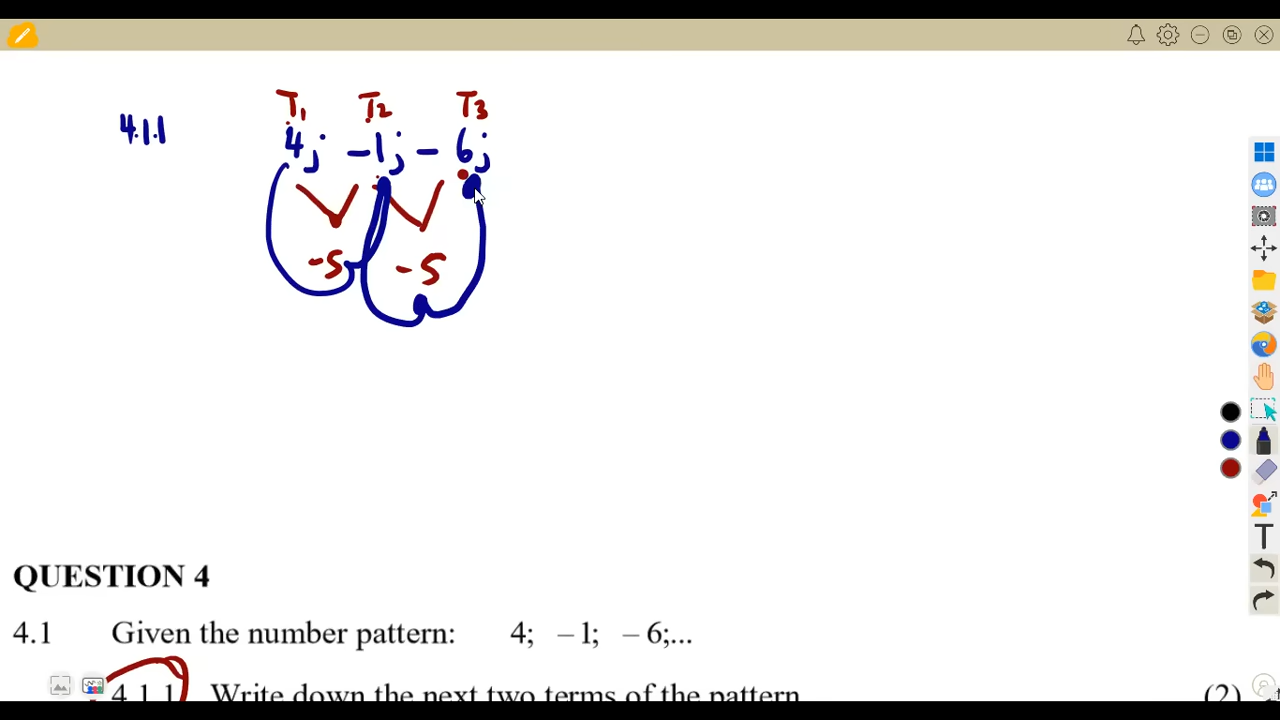 T1 T2 T3
4.1.1 4; -1; - 6;
-5 -5
QUESTION 4
4.1 Given the number pattern: 4; – 1; – 6;...
4.1.1 Write down the next two terms of the pattern (2)
T